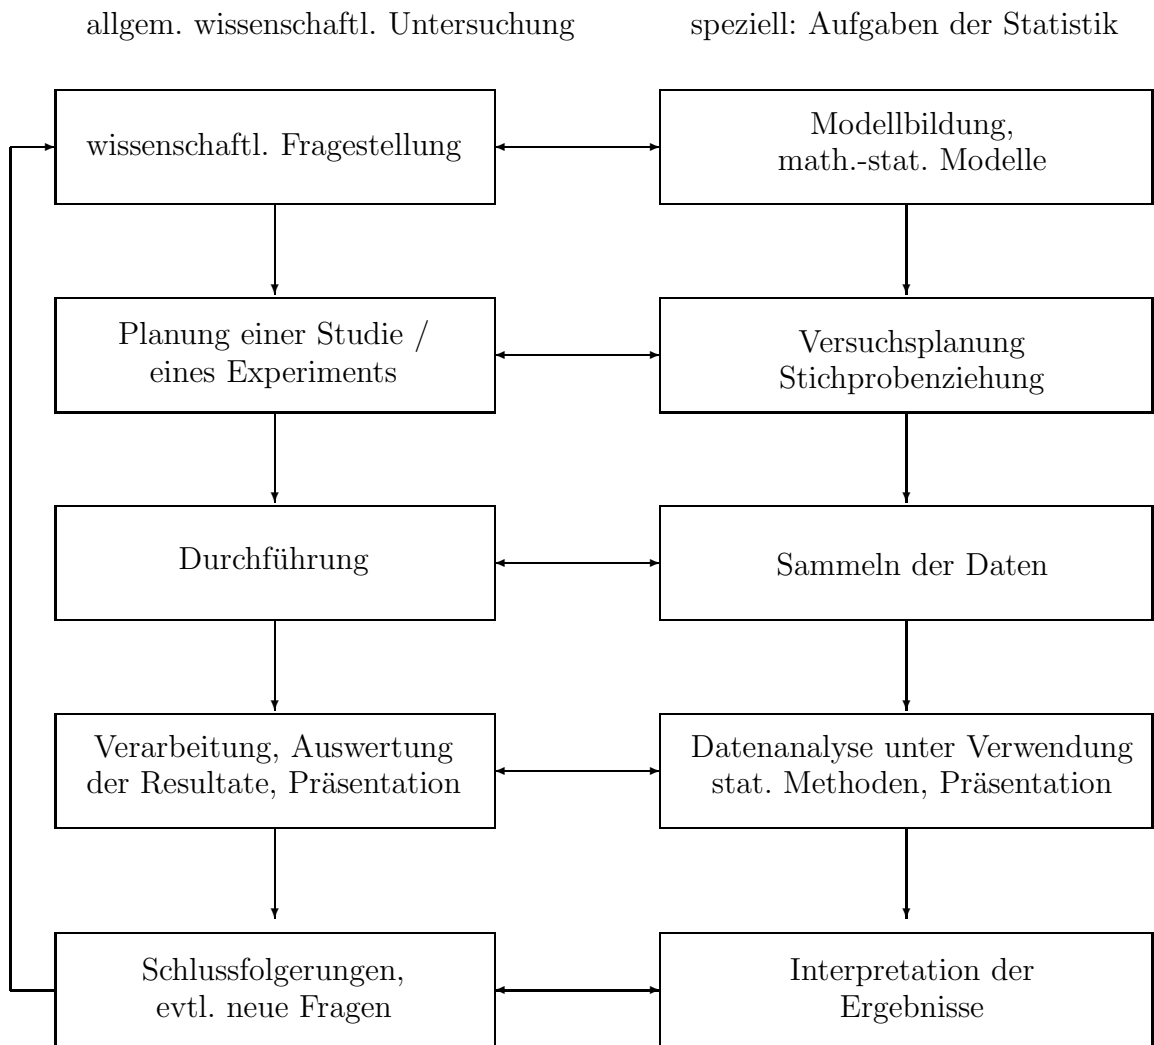 allgem. wissenschaftl. Untersuchung
speziell: Aufgaben der Statistik
wissenschaftl. Fragestellung
Modellbildung,
math.-stat. Modelle
Planung einer Studie /
eines Experiments
Versuchsplanung
Stichprobenziehung
Durchführung
Sammeln der Daten
Verarbeitung, Auswertung
der Resultate, Präsentation
Datenanalyse unter Verwendung
stat. Methoden, Präsentation
Schlussfolgerungen,
evtl. neue Fragen
Interpretation der
Ergebnisse